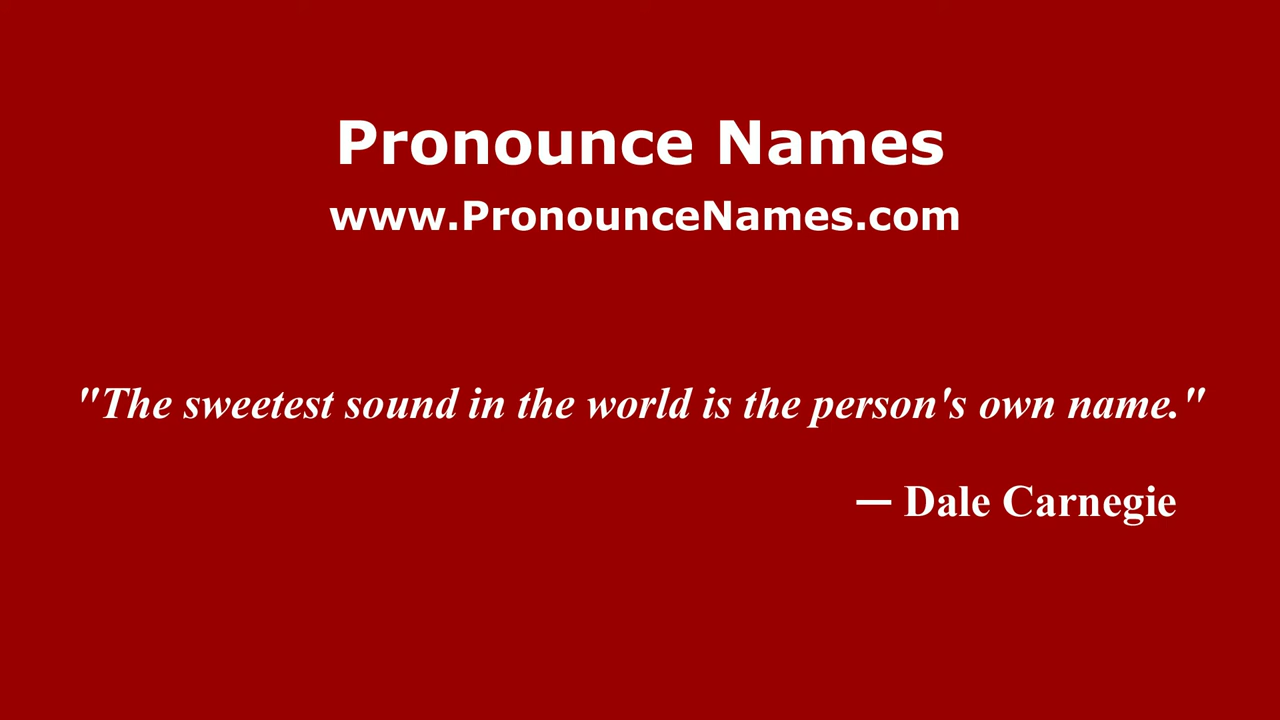 Pronounce Names
www.PronounceNames.com
"The sweetest sound in the world is the person's own name."
— Dale Carnegie